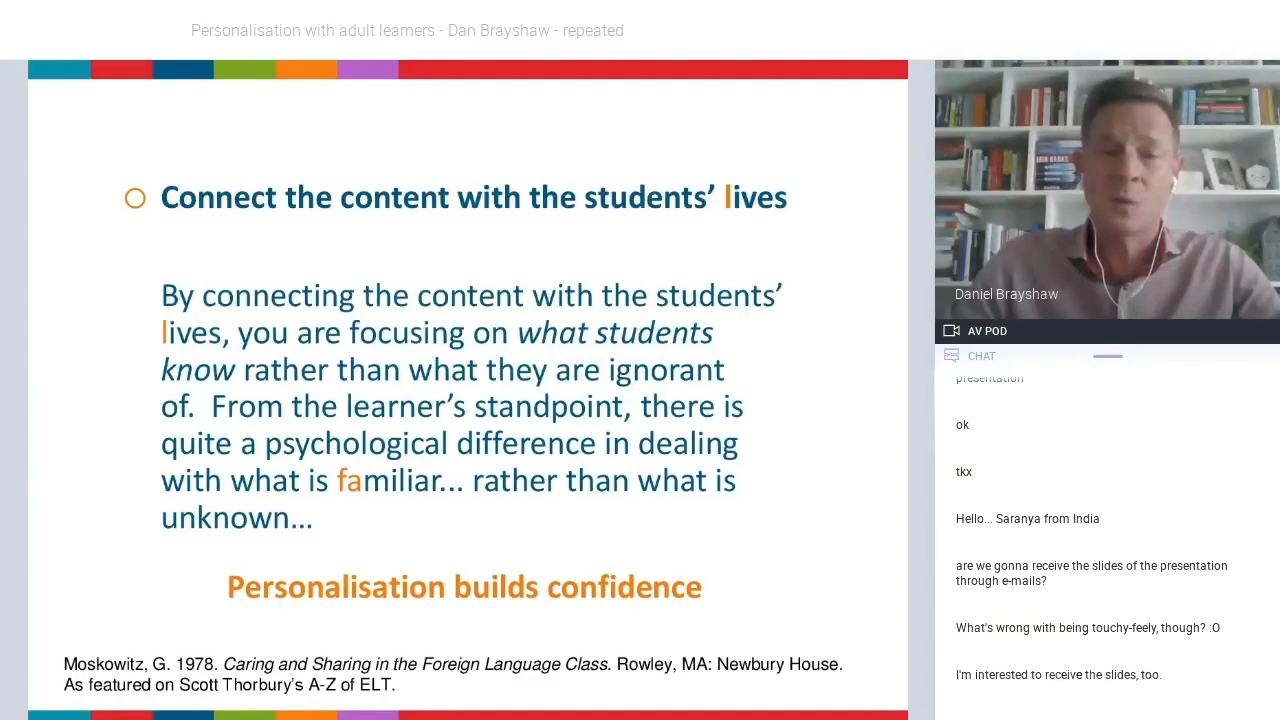 Personalisation with adult learners - Dan Brayshaw - repeated
Connect the content with the students’ lives
By connecting the content with the students’
lives, you are focusing on what students
know rather than what they are ignorant
of. From the learner’s standpoint, there is
quite a psychological difference in dealing
with what is familiar... rather than what is
unknown...
Personalisation builds confidence
Moskowitz, G. 1978. Caring and Sharing in the Foreign Language Class. Rowley, MA: Newbury House.
As featured on Scott Thorbury’s A-Z of ELT.
IAIN BANKS
Daniel Brayshaw
AV POD
CHAT
presentation
ok
tkx
Hello... Saranya from India
are we gonna receive the slides of the presentation
through e-mails?
What's wrong with being touchy-feely, though? :O
I'm interested to receive the slides, too.